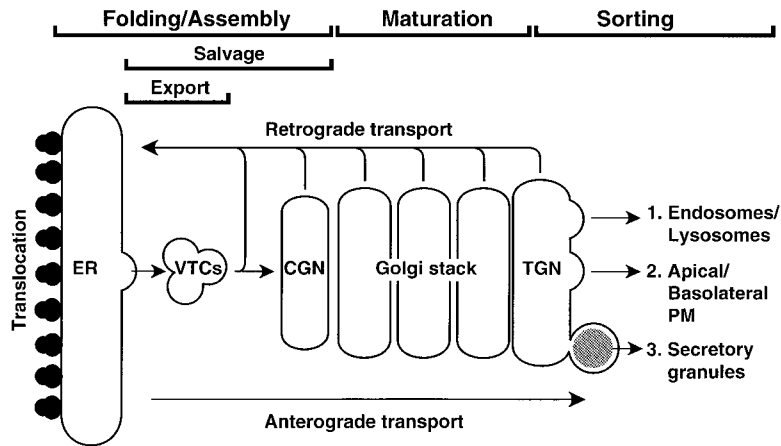 Folding/Assembly
Maturation
Sorting
Salvage
Export
Retrograde transport
Translocation
ER
VTCs
CGN
Golgi stack
TGN
1. Endosomes/
Lysosomes
2. Apical/
Basolateral
PM
3. Secretory
granules
Anterograde transport